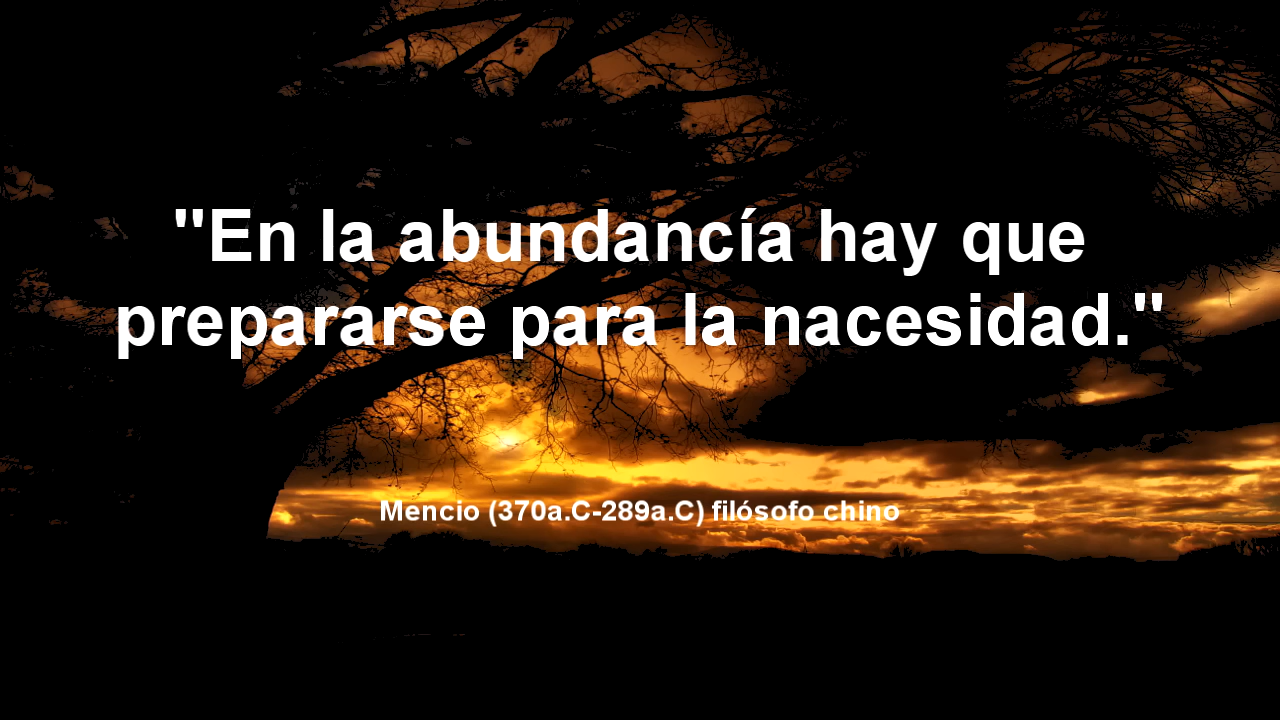 "En la abundancía hay que
prepararse para la nacesidad."
Mencio (370a.C-289a.C) filósofo chino